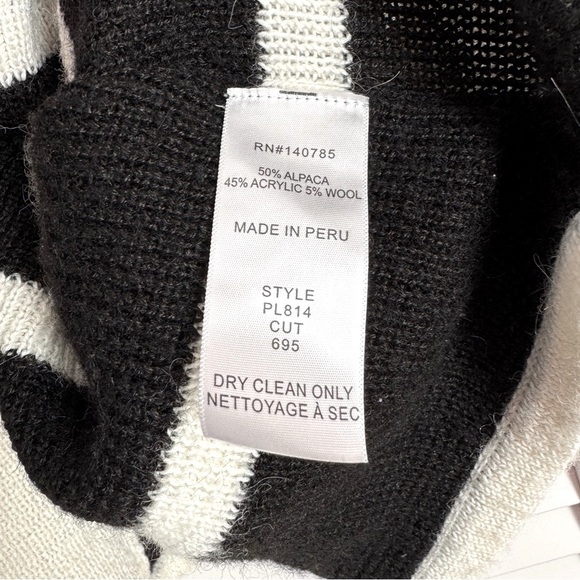 RN#140785
50% ALPACA
45% ACRYLIC 5% WOOL
MADE IN PERU
STYLE
PL814
CUT
695
DRY CLEAN ONLY
NETTOYAGE À SEC